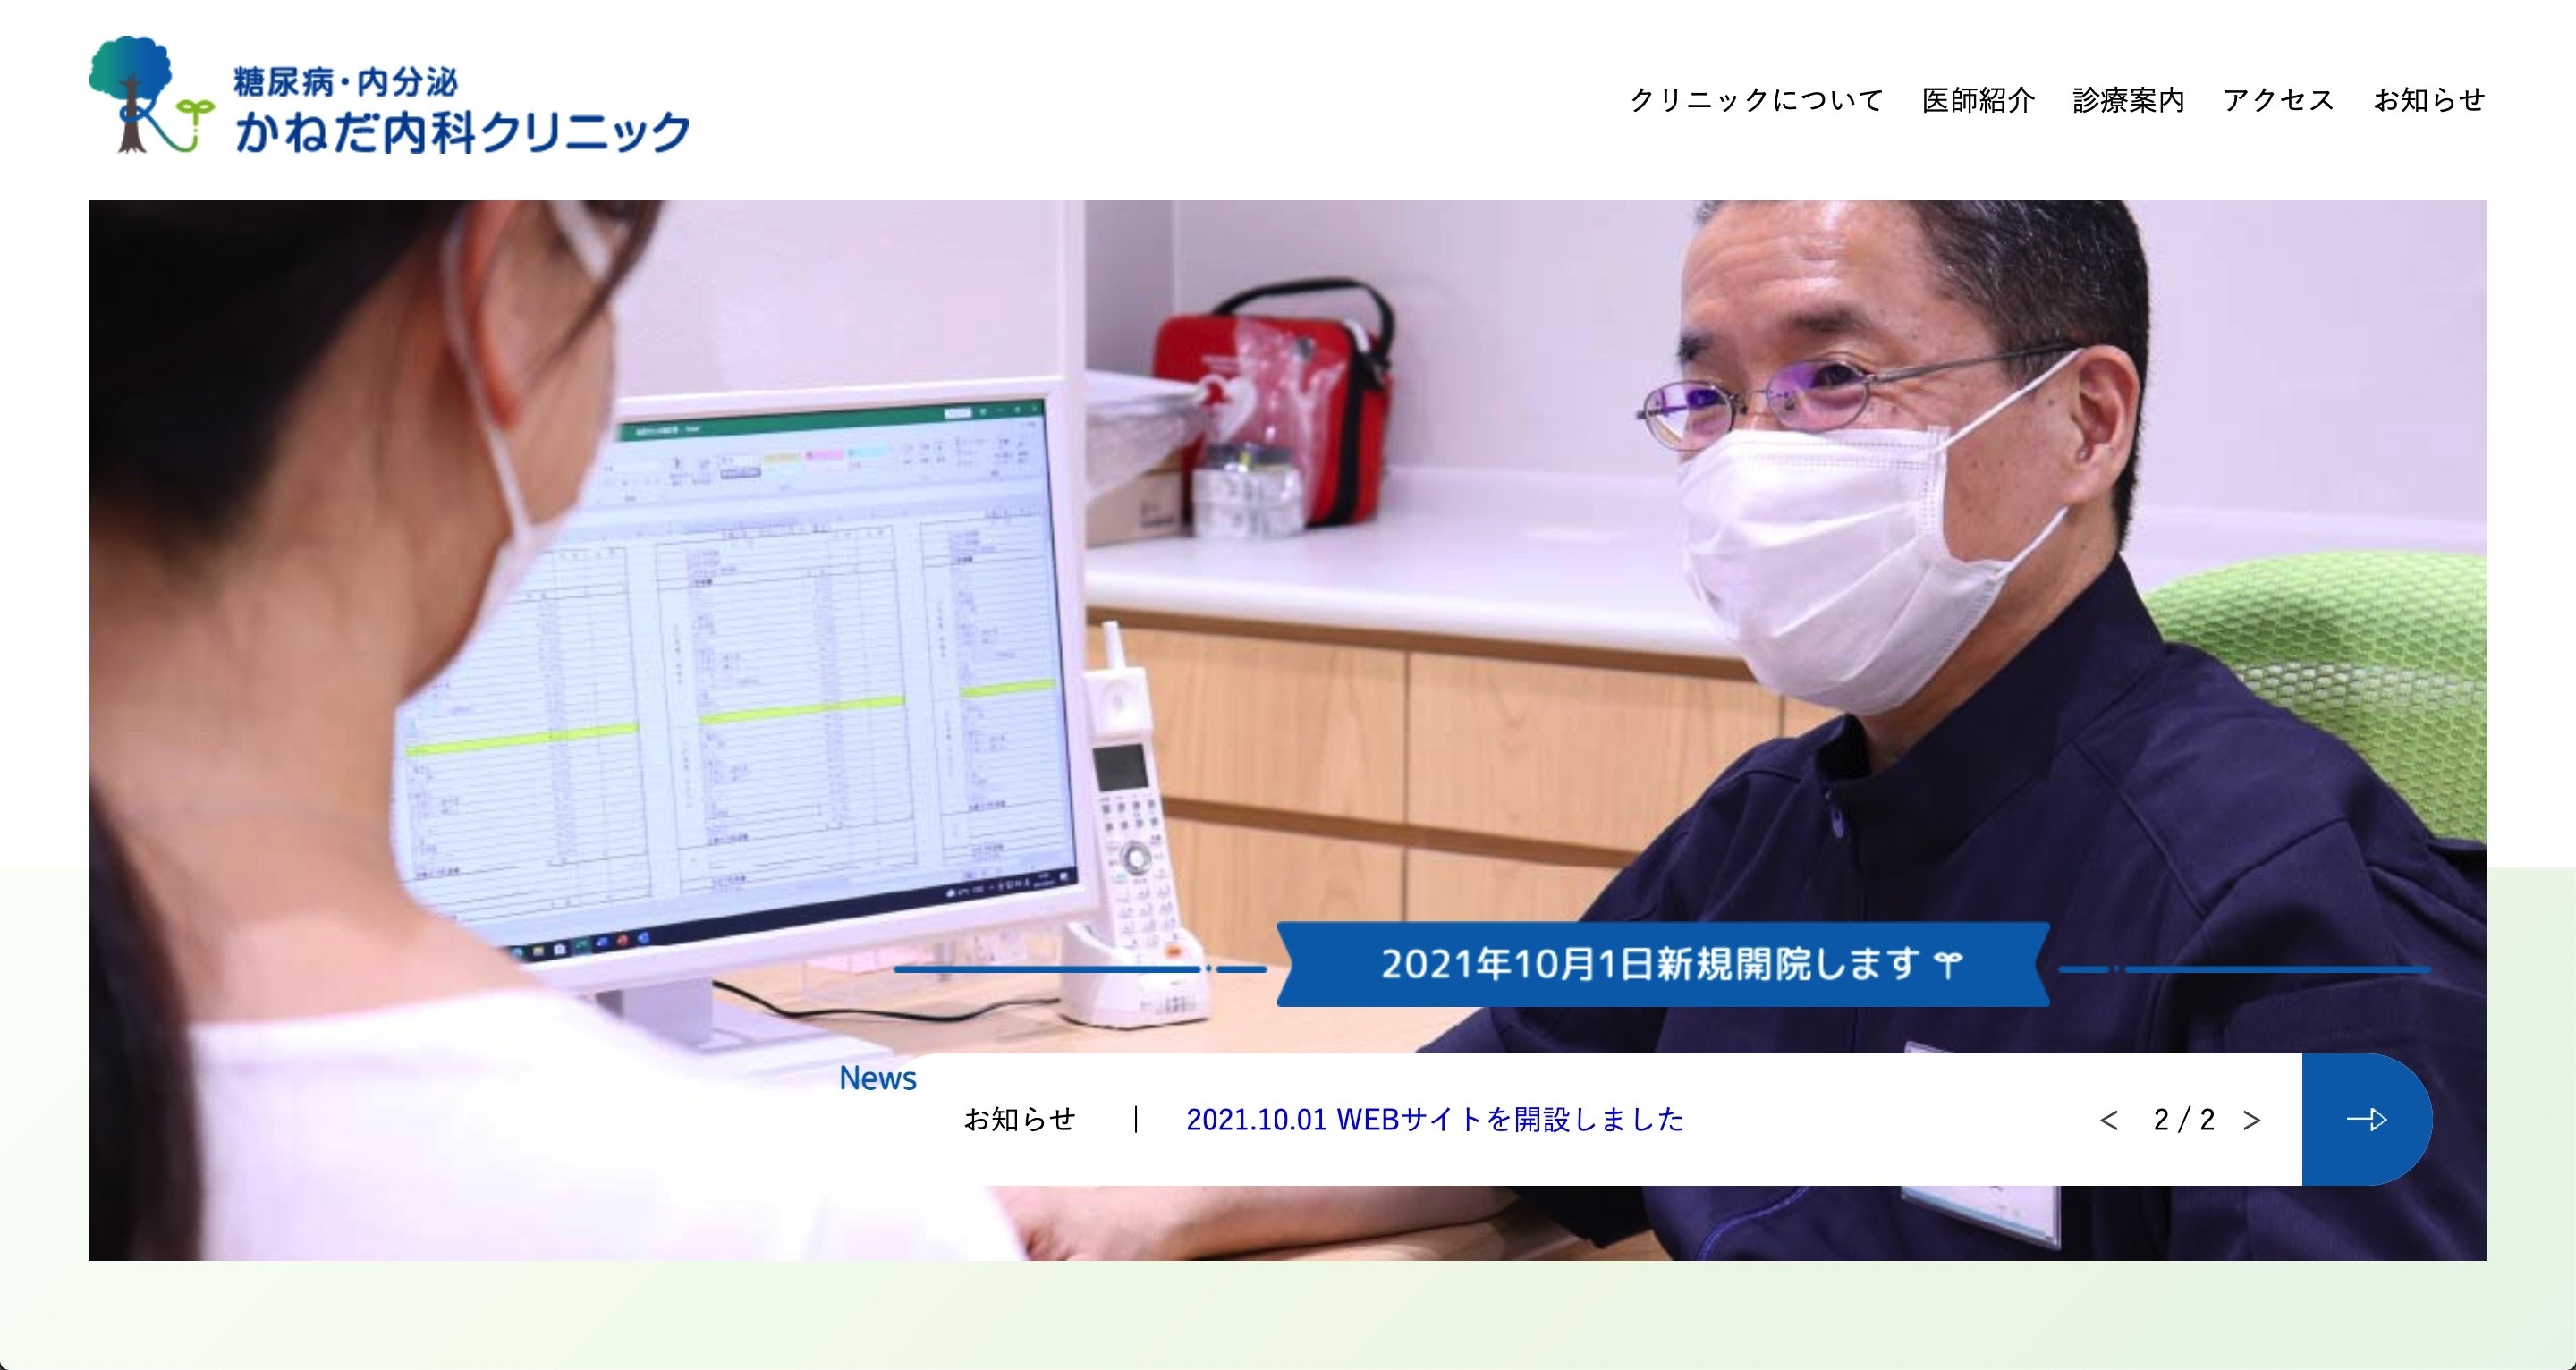 糖尿病・内分泌
かねだ内科クリニック
クリニックについて 医師紹介 診療案内 アクセス お知らせ
2021年10月1日新規開院します
News
お知らせ | 2021.10.01 WEBサイトを開設しました < 2 / 2 >